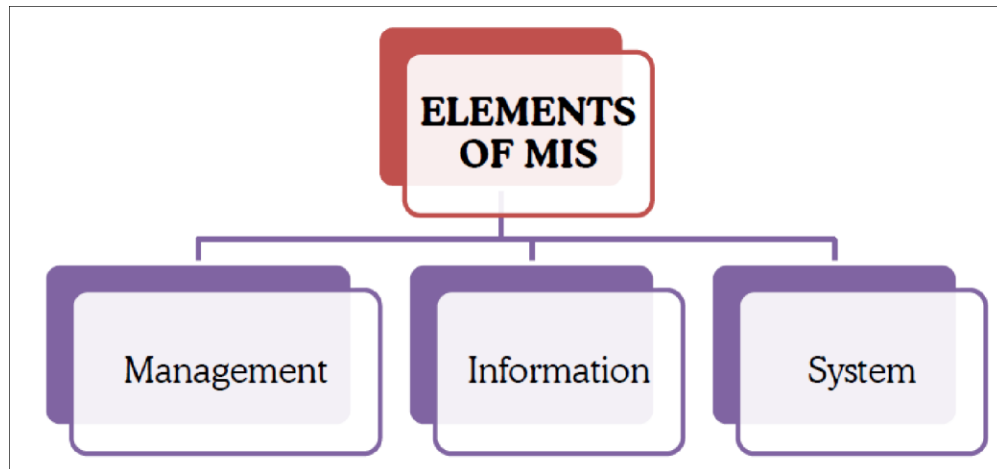 ELEMENTS
OF MIS
Management
Information
System